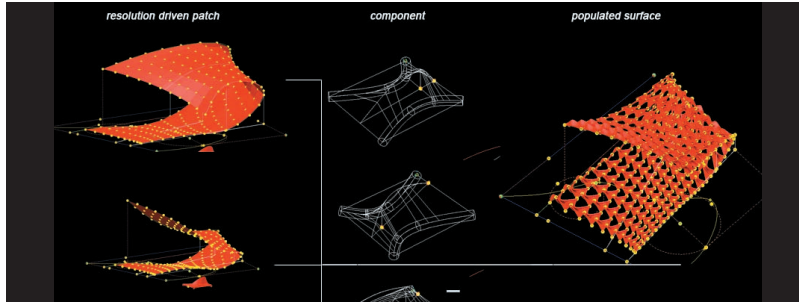 resolution driven patch
component
populated surface